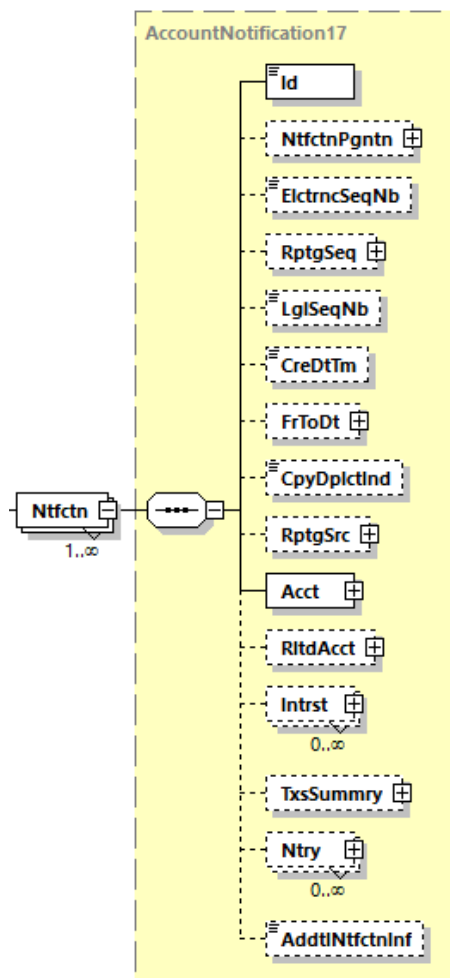 AccountNotification17
Id
NtfctnPgntn
ElctrncSeqNb
RptgSeq
LglSeqNb
CreDtTm
FrToDt
CpyDplctInd
RptgSrc
Ntfctn
1..∞
Acct
RltdAcct
Intrst
0..∞
TxsSummry
Ntry
0..∞
AddtlNtfctnInf